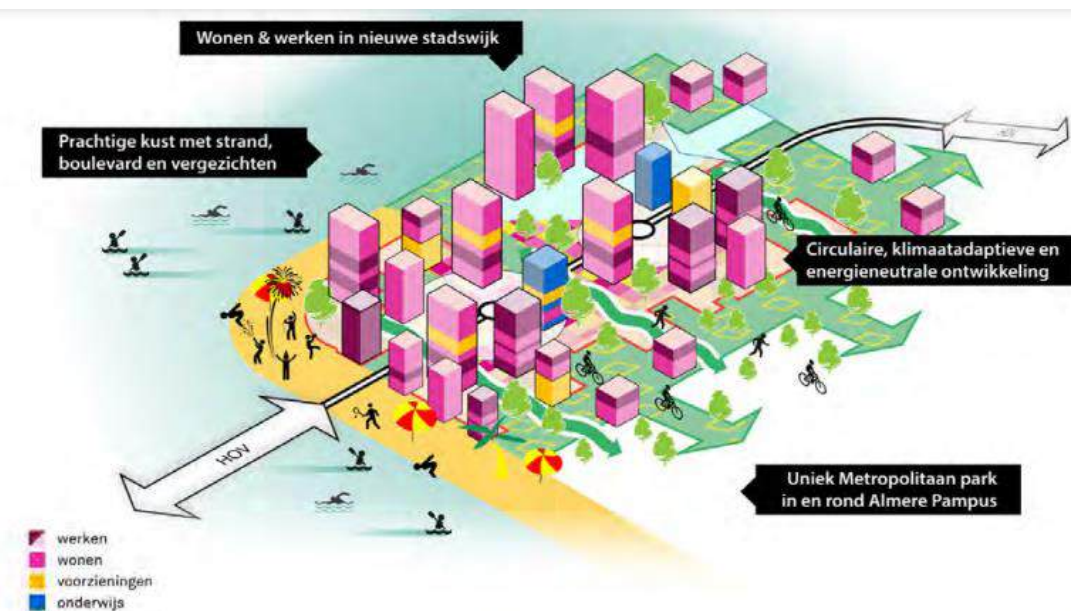 Wonen & werken in nieuwe stadswijk
Prachtige kust met strand,
boulevard en vergezichten
Circulaire, klimaatadaptieve en
energieneutrale ontwikkeling
HOV
Uniek Metropolitaan park
in en rond Almere Pampus
werken
wonen
voorzieningen
onderwijs